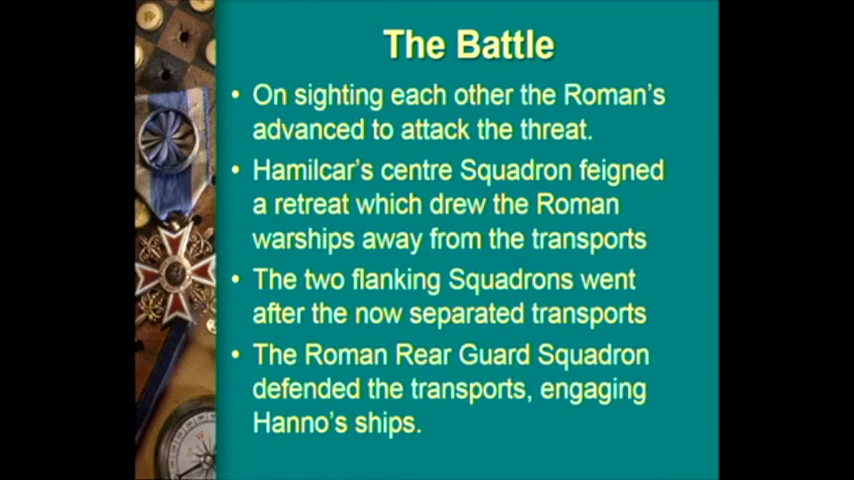 The Battle
• On sighting each other the Roman's
advanced to attack the threat.
• Hamilcar's centre Squadron feigned
a retreat which drew the Roman
warships away from the transports
• The two flanking Squadrons went
after the now separated transports
• The Roman Rear Guard Squadron
defended the transports, engaging
Hanno's ships.